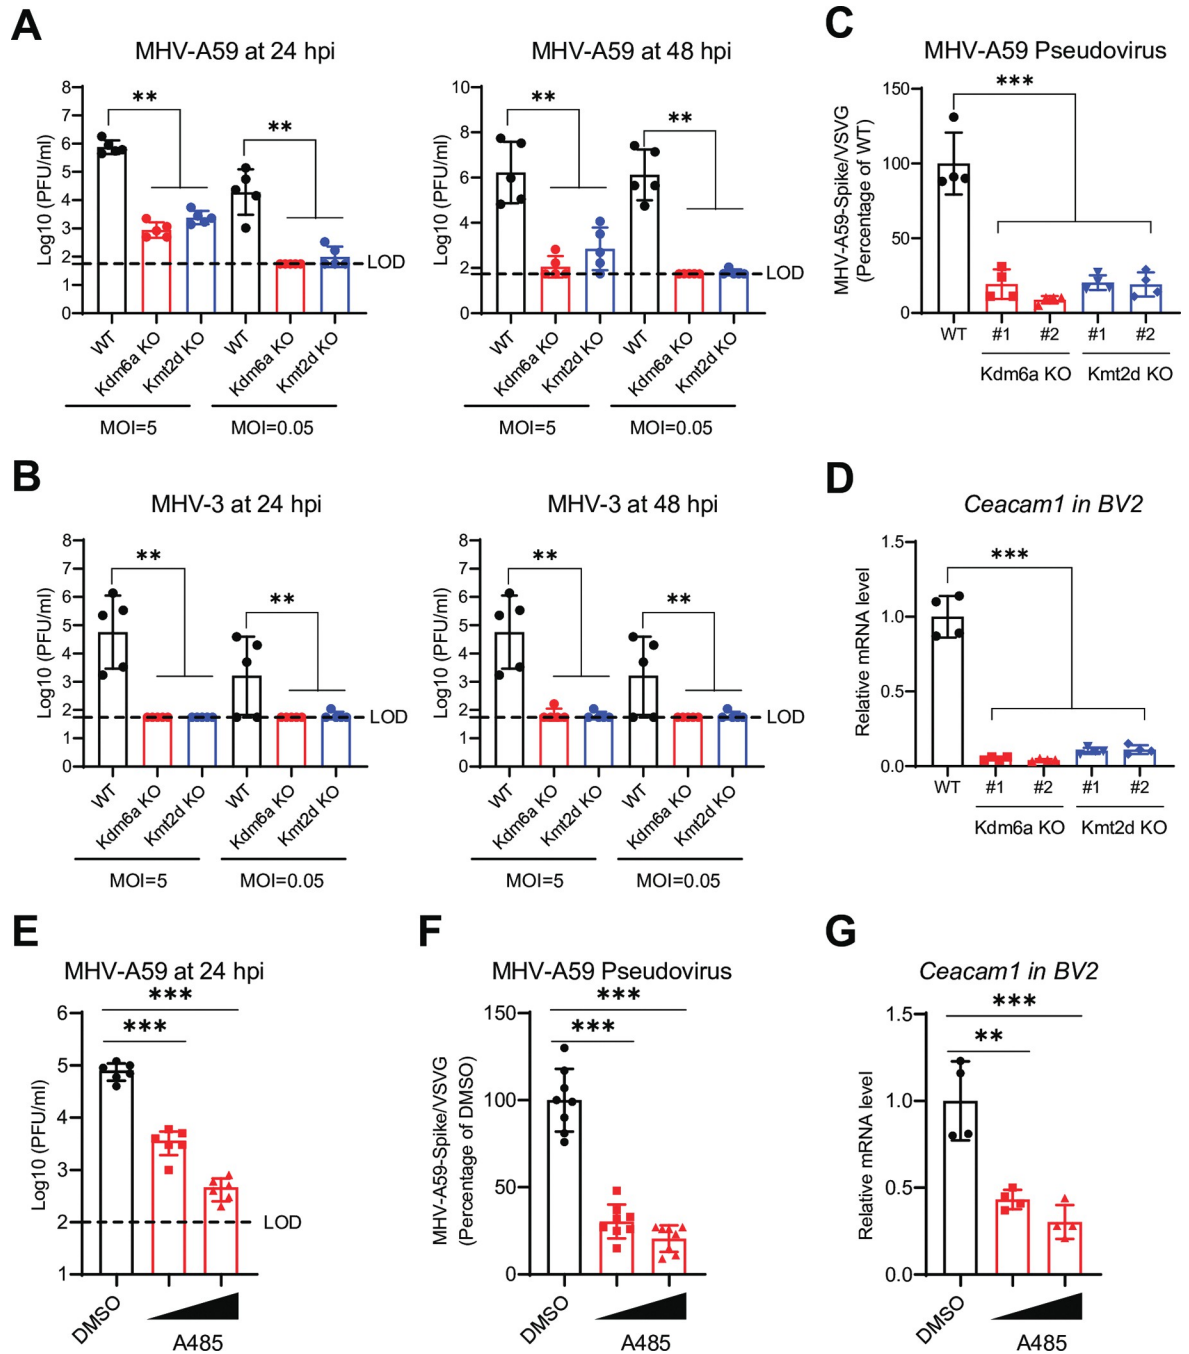 A
MHV-A59 at 24 hpi
Log10 (PFU/ml)
8
7
6
5
4
3
2
1
0
**
**
LOD
WT
Kdm6a KO
Kmt2d KO
WT
Kdm6a KO
Kmt2d KO
MOI=5
MOI=0.05
MHV-A59 at 48 hpi
Log10 (PFU/ml)
10
8
6
4
2
0
**
**
LOD
WT
Kdm6a KO
Kmt2d KO
WT
Kdm6a KO
Kmt2d KO
MOI=5
MOI=0.05
C
MHV-A59 Pseudovirus
MHV-A59-Spike/VSVG
(Percentage of WT)
150
100
50
0
***
WT
#1
#2
#1
#2
Kdm6a KO
Kmt2d KO
B
MHV-3 at 24 hpi
Log10 (PFU/ml)
8
7
6
5
4
3
2
1
0
**
**
LOD
WT
Kdm6a KO
Kmt2d KO
WT
Kdm6a KO
Kmt2d KO
MOI=5
MOI=0.05
MHV-3 at 48 hpi
Log10 (PFU/ml)
8
7
6
5
4
3
2
1
0
**
**
LOD
WT
Kdm6a KO
Kmt2d KO
WT
Kdm6a KO
Kmt2d KO
MOI=5
MOI=0.05
D
Ceacam1 in BV2
Relative mRNA level
1.5
1.0
0.5
0.0
***
WT
#1
#2
#1
#2
Kdm6a KO
Kmt2d KO
E
MHV-A59 at 24 hpi
Log10 (PFU/ml)
6
5
4
3
2
1
***
***
LOD
DMSO
A485
F
MHV-A59 Pseudovirus
MHV-A59-Spike/VSVG
(Percentage of DMSO)
150
100
50
0
***
***
DMSO
A485
G
Ceacam1 in BV2
Relative mRNA level
1.5
1.0
0.5
0.0
***
**
DMSO
A485